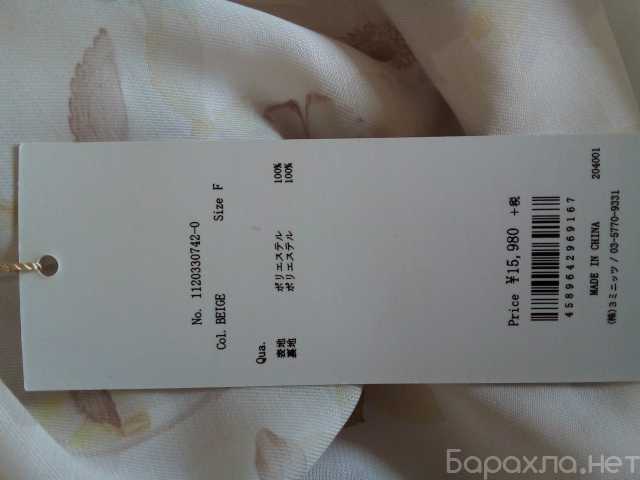 No. 1120330742-0
Col. BEIGE Size F
Qua.
表地 ポリエステル 100%
裏地 ポリエステル 100%
Price ¥15,980 +税
4589642969167
MADE IN CHINA 204001
(株)3ミニッツ / 03-5770-9331
Барахла.нет